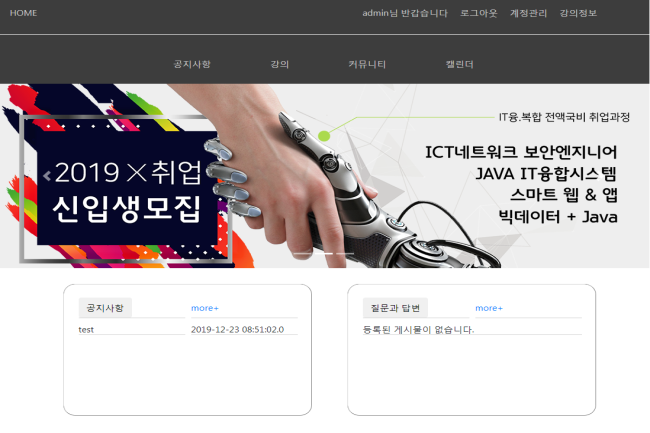 HOME
admin님 반갑습니다 로그아웃 계정관리 강의정보
공지사항 강의 커뮤니티 캘린더
2019 X 취업
신입생모집
IT융.복합 전액국비 취업과정
ICT네트워크 보안엔지니어
JAVA IT융합시스템
스마트 웹 & 앱
빅데이터 + Java
공지사항 more+
test 2019-12-23 08:51:02.0
질문과 답변 more+
등록된 게시물이 없습니다.